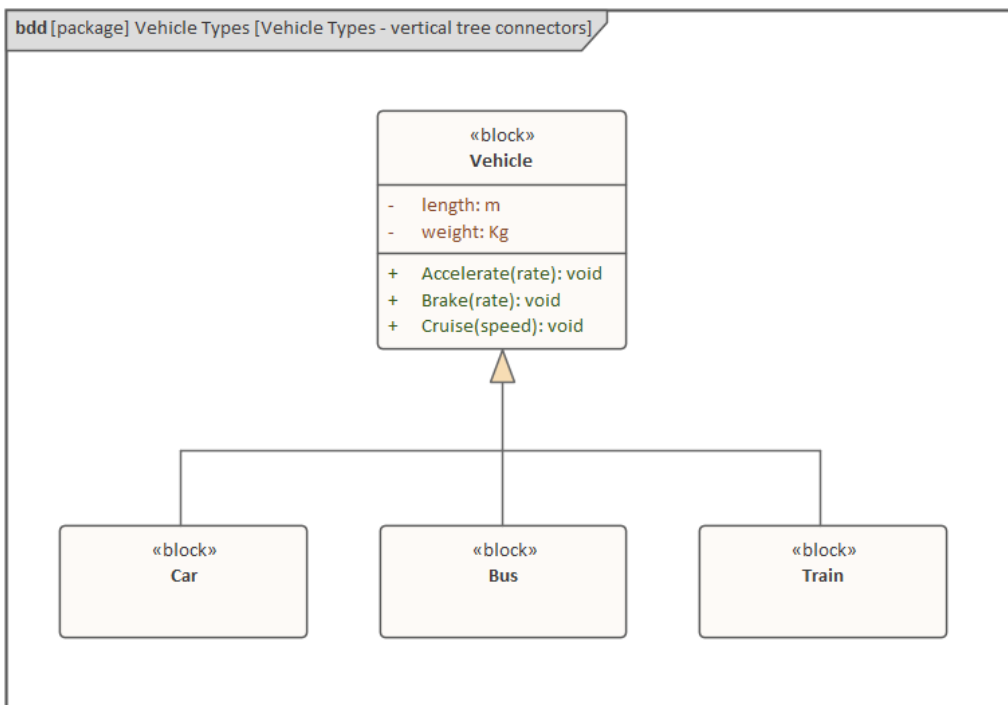 bdd [package] Vehicle Types [Vehicle Types - vertical tree connectors]
«block»
Vehicle
- length: m
- weight: Kg
+ Accelerate(rate): void
+ Brake(rate): void
+ Cruise(speed): void
«block»
Car
«block»
Bus
«block»
Train